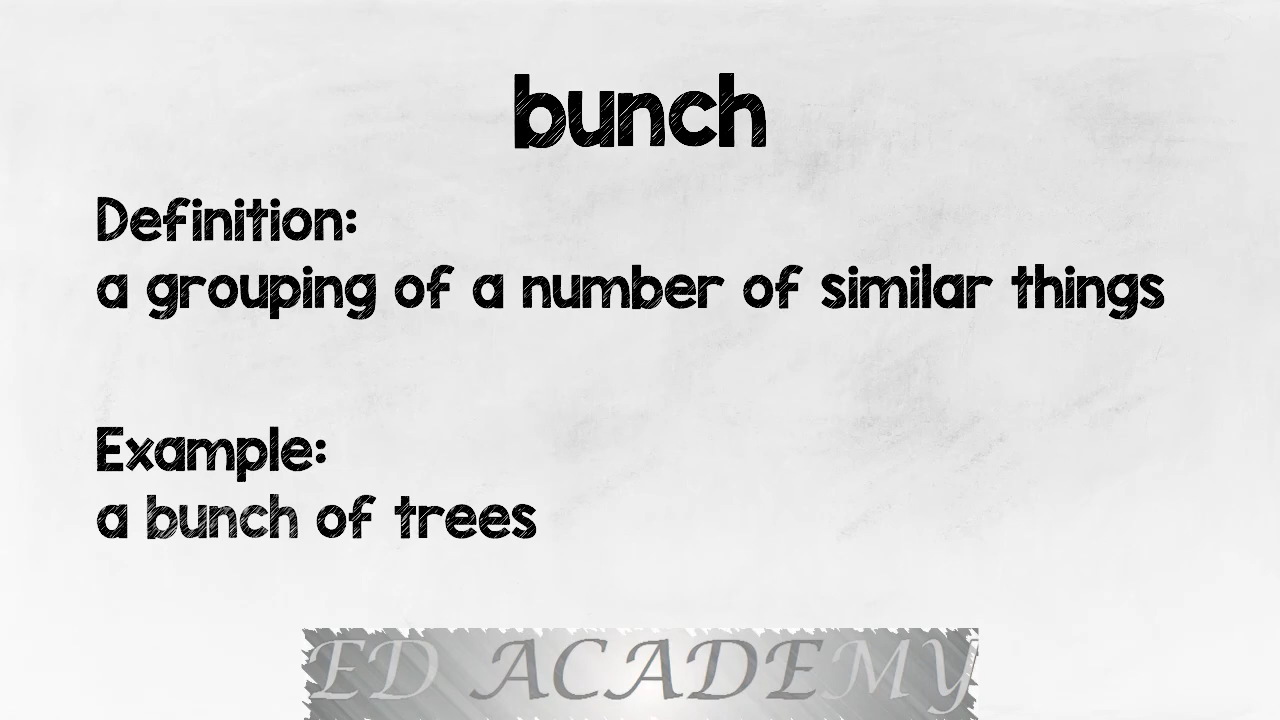 bunch
Definition:
a grouping of a number of similar things
Example:
a bunch of trees
ED ACADEMY